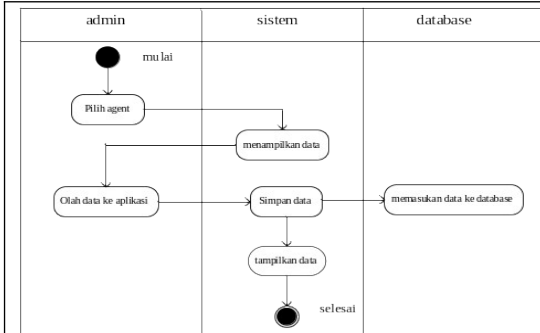 admin
sistem
database
mulai
Pilih agent
menampilkan data
Olah data ke aplikasi
Simpan data
memasukan data ke database
tampilkan data
selesai